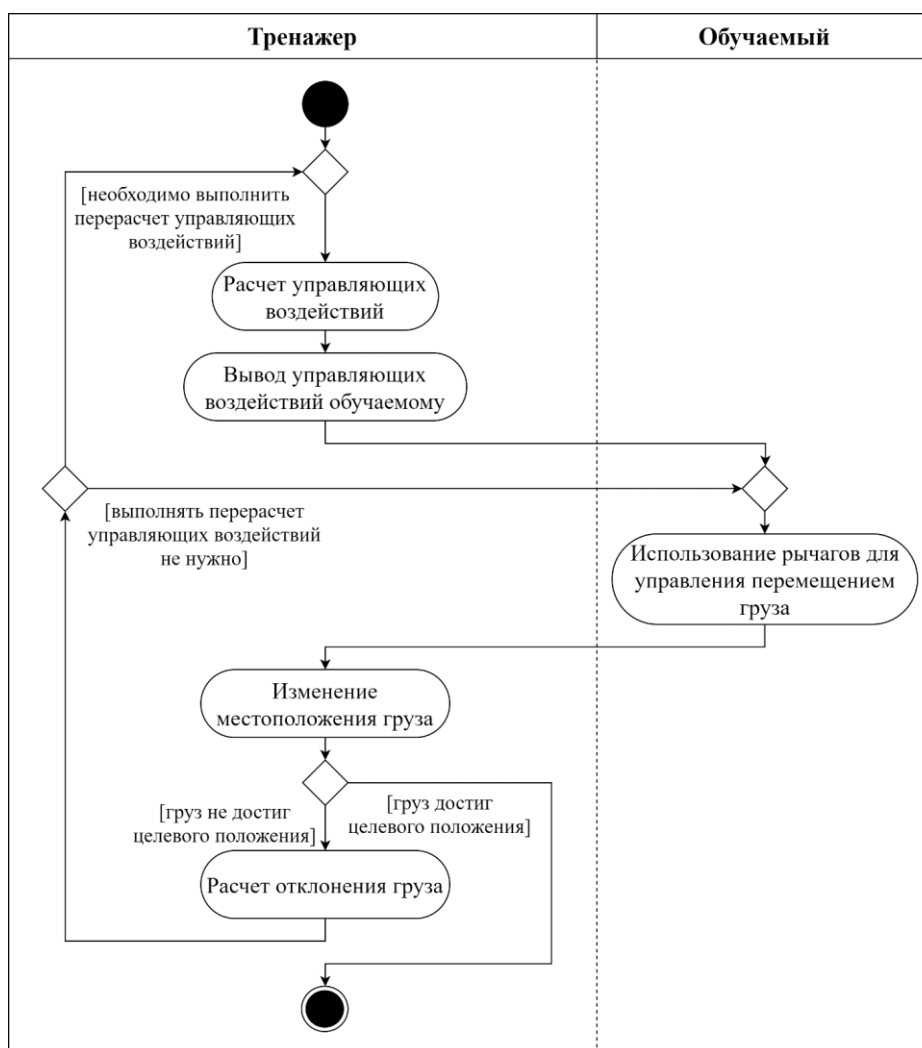 Тренажер
Обучаемый
[необходимо выполнить
перерасчет управляющих
воздействий]
Расчет управляющих
воздействий
Вывод управляющих
воздействий обучаемому
[выполнять перерасчет
управляющих воздействий
не нужно]
Использование рычагов для
управления перемещением
груза
Изменение
местоположения груза
[груз не достиг
целевого положения]
[груз достиг
целевого положения]
Расчет отклонения груза